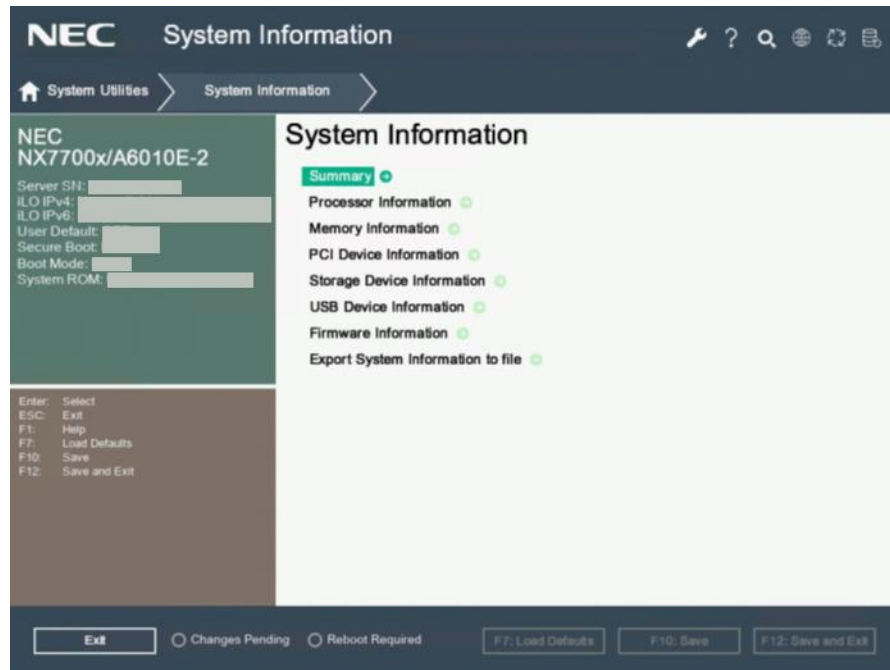 NEC System Information
System Utilities System Information
NEC
NX7700x/A6010E-2
Server SN:
iLO IPv4:
iLO IPv6:
User Default:
Secure Boot:
Boot Mode:
System ROM:
Enter: Select
ESC: Exit
F1: Help
F7: Load Defaults
F10: Save
F12: Save and Exit
System Information
Summary
Processor Information
Memory Information
PCI Device Information
Storage Device Information
USB Device Information
Firmware Information
Export System Information to file
Exit Changes Pending Reboot Required F7: Load Defaults F10: Save F12: Save and Exit